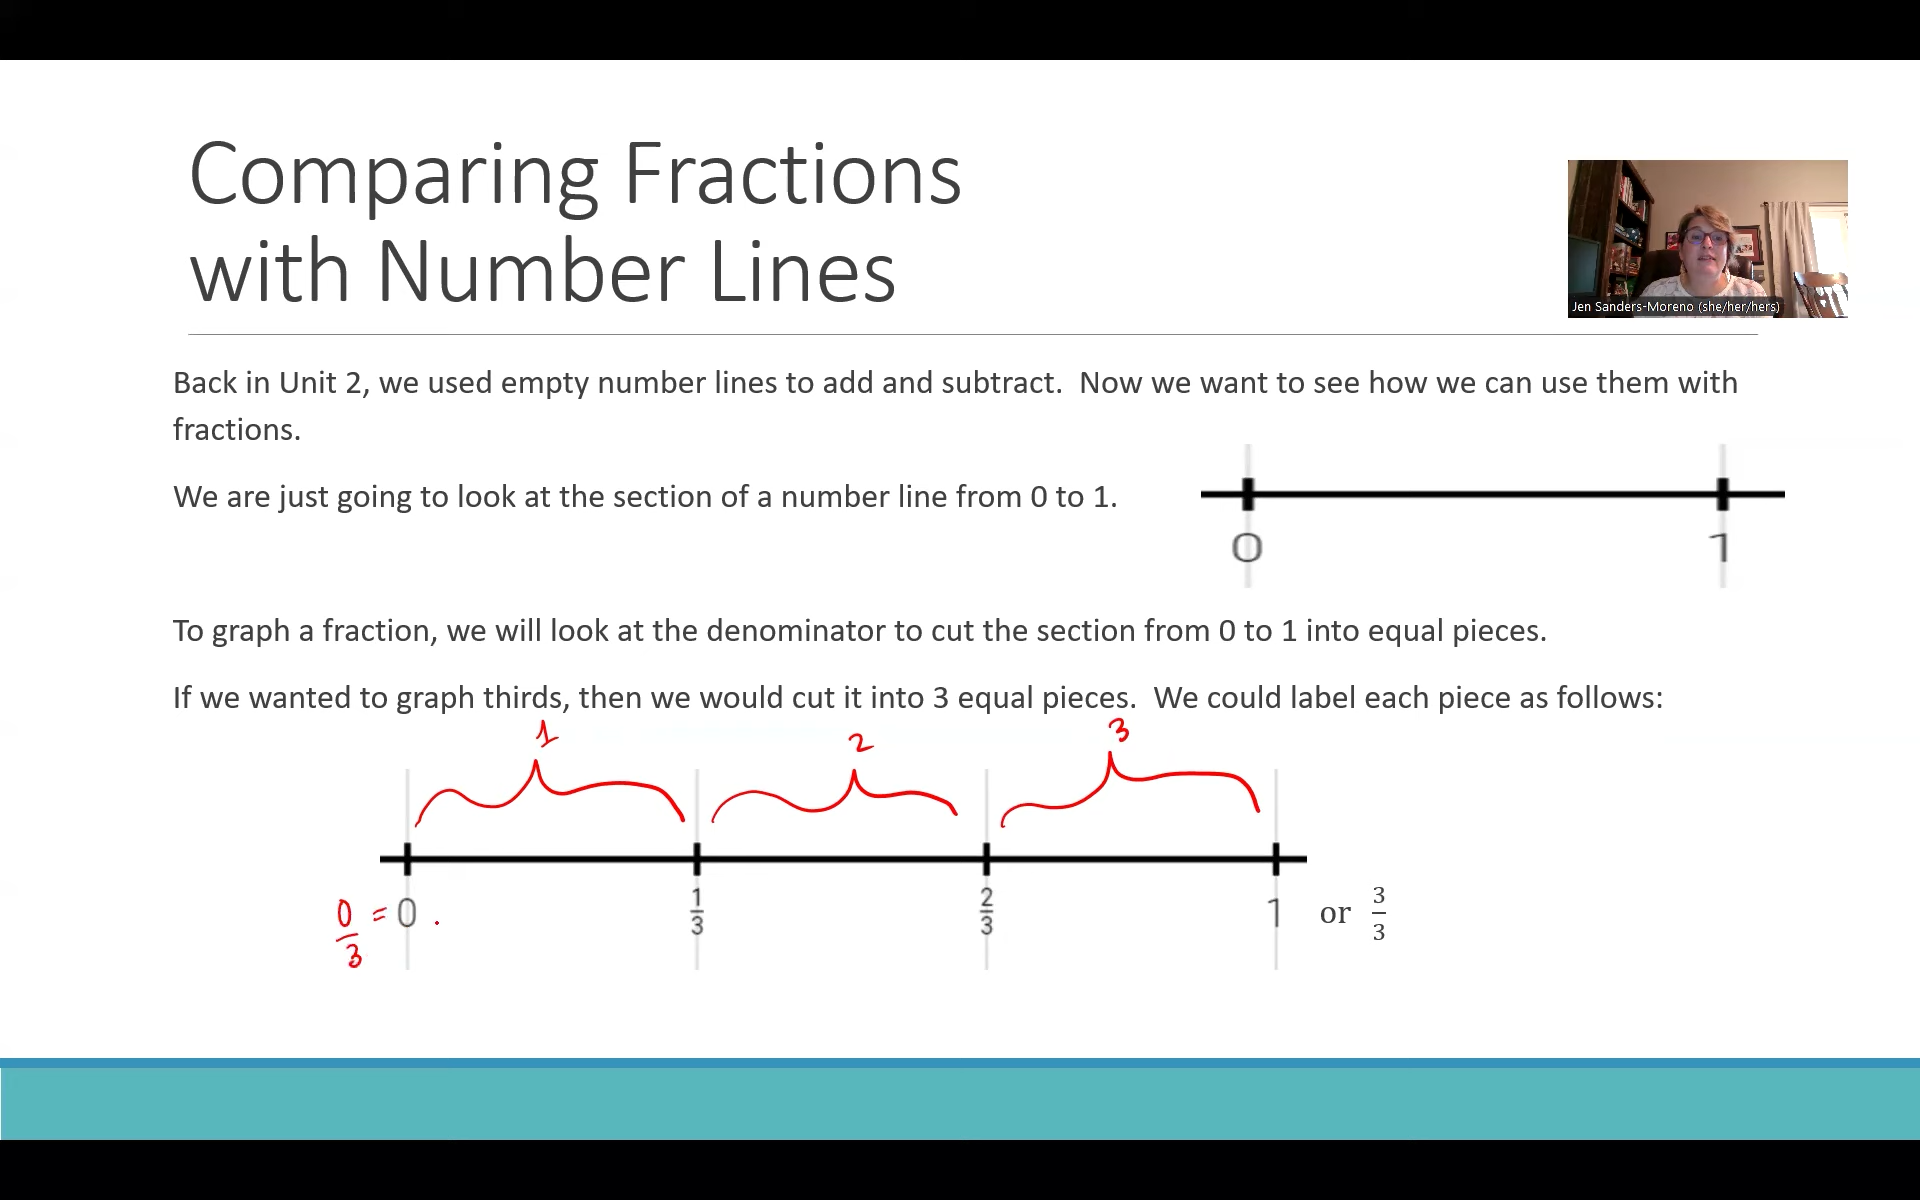 Comparing Fractions
with Number Lines
Jen Sanders-Moreno (she/her/hers)
Back in Unit 2, we used empty number lines to add and subtract.  Now we want to see how we can use them with
fractions.
We are just going to look at the section of a number line from 0 to 1.
0 1
To graph a fraction, we will look at the denominator to cut the section from 0 to 1 into equal pieces.
If we wanted to graph thirds, then we would cut it into 3 equal pieces.  We could label each piece as follows:
1 2 3
0/3 = 0 . 1/3 2/3 1 or 3/3